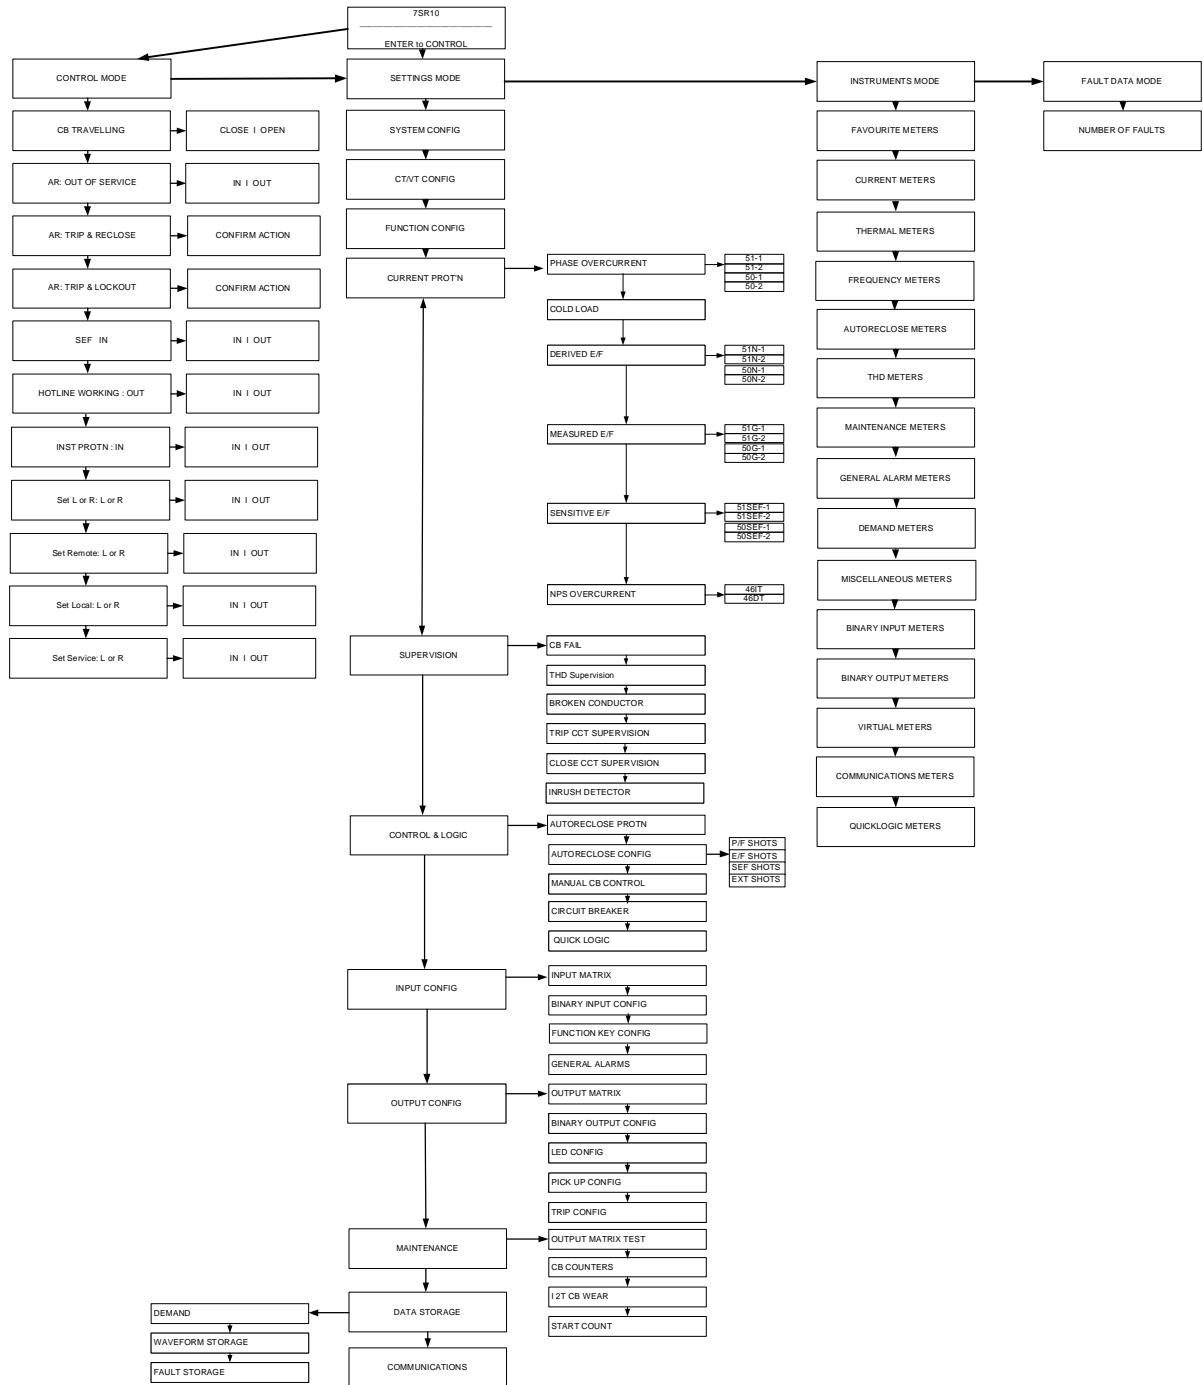 7SR10
ENTER to CONTROL
CONTROL MODE
CB TRAVELLING
CLOSE I OPEN
AR: OUT OF SERVICE
IN I OUT
AR: TRIP & RECLOSE
CONFIRM ACTION
AR: TRIP & LOCKOUT
CONFIRM ACTION
SEF IN
IN I OUT
HOTLINE WORKING : OUT
IN I OUT
INST PROTN : IN
IN I OUT
Set L or R: L or R
IN I OUT
Set Remote: L or R
IN I OUT
Set Local: L or R
IN I OUT
Set Service: L or R
IN I OUT
SETTINGS MODE
SYSTEM CONFIG
CT/VT CONFIG
FUNCTION CONFIG
CURRENT PROT'N
PHASE OVERCURRENT
51-1
51-2
50-1
50-2
COLD LOAD
DERIVED E/F
51N-1
51N-2
50N-1
50N-2
MEASURED E/F
51G-1
51G-2
50G-1
50G-2
SENSITIVE E/F
51SEF-1
51SEF-2
50SEF-1
50SEF-2
NPS OVERCURRENT
46IT
46DT
SUPERVISION
CB FAIL
THD Supervision
BROKEN CONDUCTOR
TRIP CCT SUPERVISION
CLOSE CCT SUPERVISION
INRUSH DETECTOR
CONTROL & LOGIC
AUTORECLOSE PROTN
AUTORECLOSE CONFIG
P/F SHOTS
E/F SHOTS
SEF SHOTS
EXT SHOTS
MANUAL CB CONTROL
CIRCUIT BREAKER
QUICK LOGIC
INPUT CONFIG
INPUT MATRIX
BINARY INPUT CONFIG
FUNCTION KEY CONFIG
GENERAL ALARMS
OUTPUT CONFIG
OUTPUT MATRIX
BINARY OUTPUT CONFIG
LED CONFIG
PICK UP CONFIG
TRIP CONFIG
MAINTENANCE
OUTPUT MATRIX TEST
CB COUNTERS
I 2T CB WEAR
START COUNT
DATA STORAGE
DEMAND
WAVEFORM STORAGE
FAULT STORAGE
COMMUNICATIONS
INSTRUMENTS MODE
FAVOURITE METERS
CURRENT METERS
THERMAL METERS
FREQUENCY METERS
AUTORECLOSE METERS
THD METERS
MAINTENANCE METERS
GENERAL ALARM METERS
DEMAND METERS
MISCELLANEOUS METERS
BINARY INPUT METERS
BINARY OUTPUT METERS
VIRTUAL METERS
COMMUNICATIONS METERS
QUICKLOGIC METERS
FAULT DATA MODE
NUMBER OF FAULTS